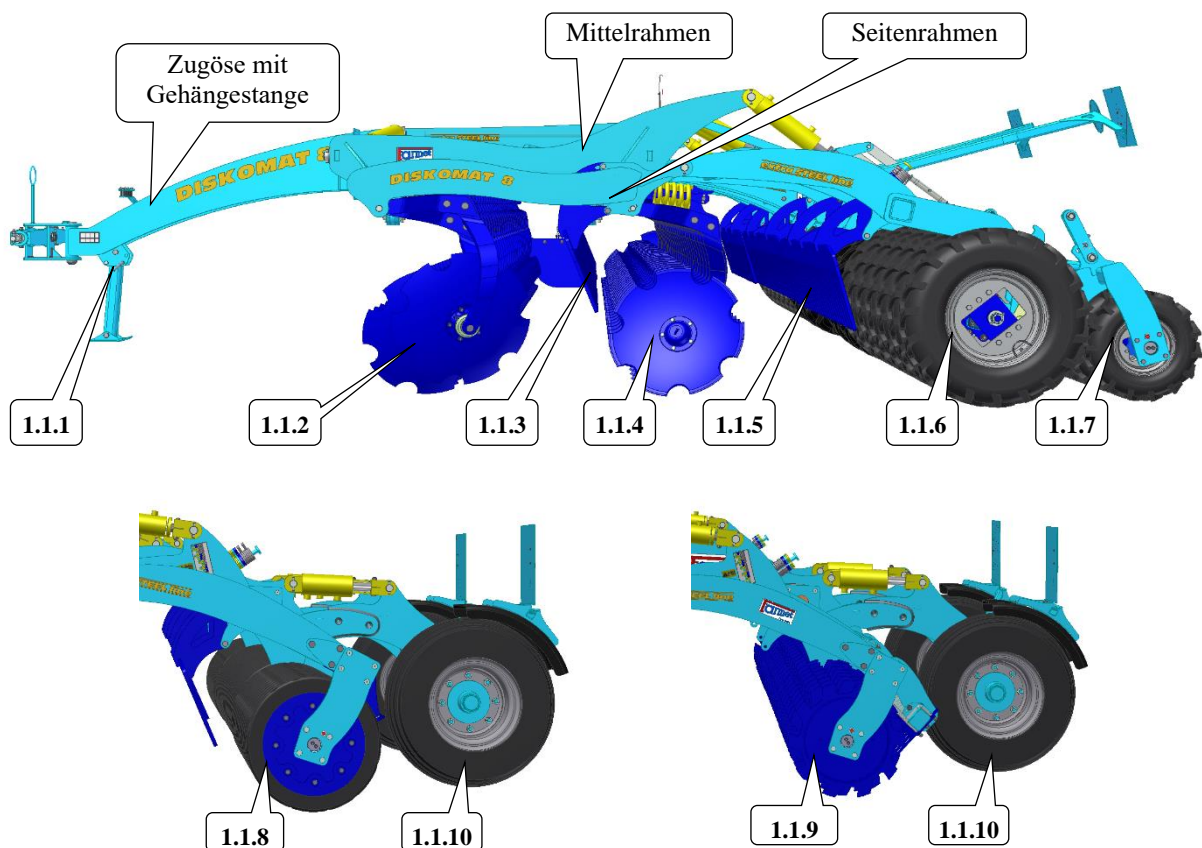 Mittelrahmen
Seitenrahmen
Zugöse mit
Gehängestange
DISKOMAT 8
DISKOMAT 8
farmet
1.1.1
1.1.2
1.1.3
1.1.4
1.1.5
1.1.6
1.1.7
farmet
1.1.8
1.1.10
1.1.9
1.1.10